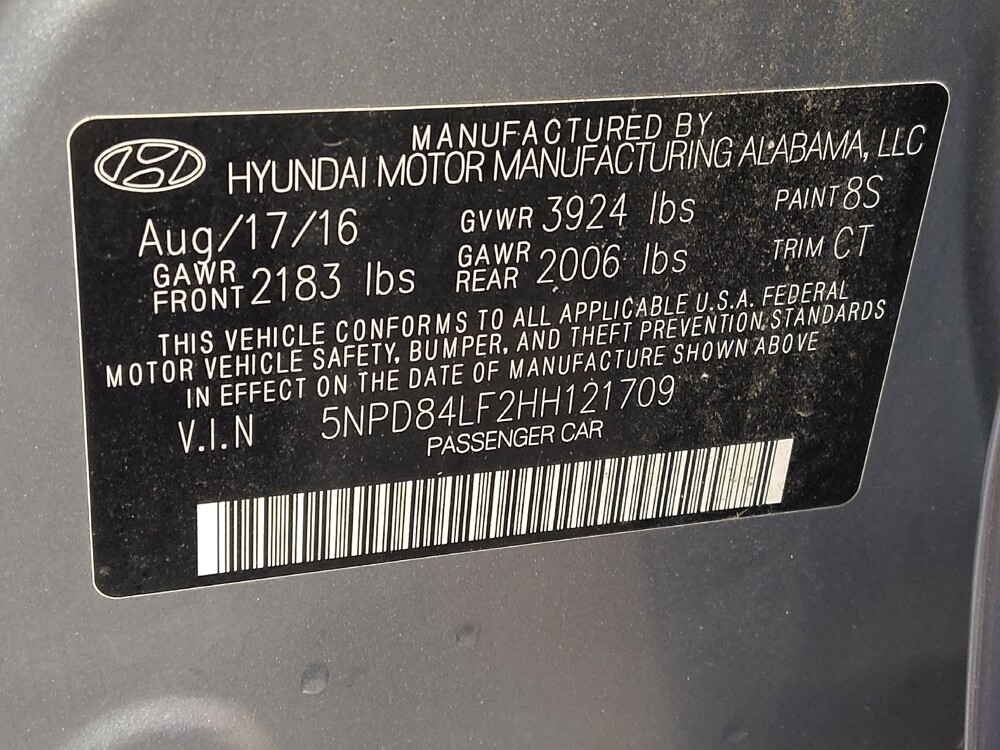 MANUFACTURED BY
HYUNDAI MOTOR MANUFACTURING ALABAMA, LLC
Aug/17/16 GVWR 3924 lbs PAINT 8S
GAWR FRONT 2183 lbs GAWR REAR 2006 lbs TRIM CT
THIS VEHICLE CONFORMS TO ALL APPLICABLE U.S.A. FEDERAL
MOTOR VEHICLE SAFETY, BUMPER, AND THEFT PREVENTION STANDARDS
IN EFFECT ON THE DATE OF MANUFACTURE SHOWN ABOVE
V.I.N 5NPD84LF2HH121709
PASSENGER CAR